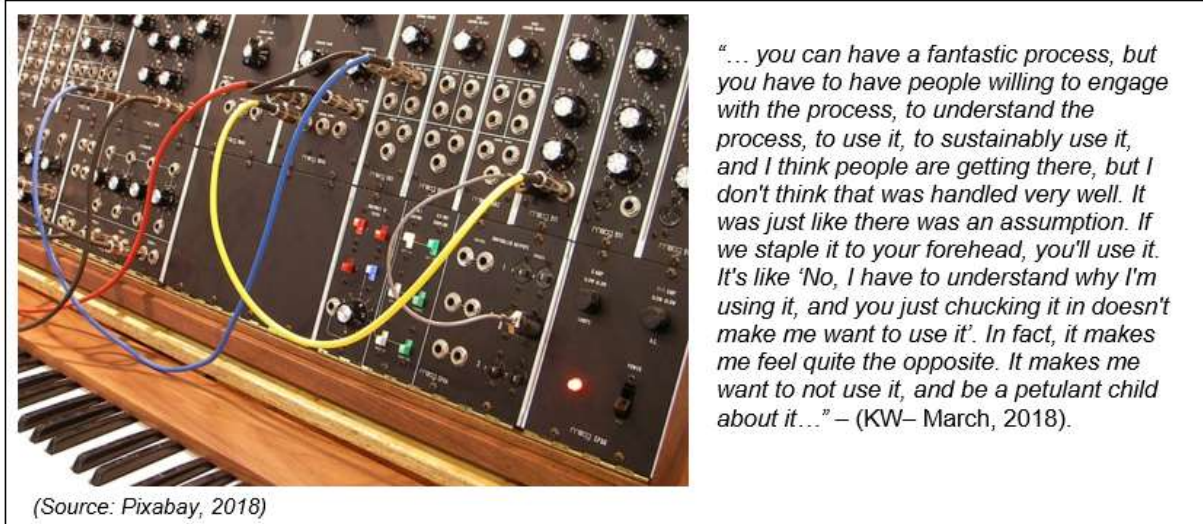 “… you can have a fantastic process, but
you have to have people willing to engage
with the process, to understand the
process, to use it, to sustainably use it,
and I think people are getting there, but I
don't think that was handled very well. It
was just like there was an assumption. If
we staple it to your forehead, you'll use it.
It's like ‘No, I have to understand why I'm
using it, and you just chucking it in doesn't
make me want to use it’. In fact, it makes
me feel quite the opposite. It makes me
want to not use it, and be a petulant child
about it…” – (KW– March, 2018).
(Source: Pixabay, 2018)